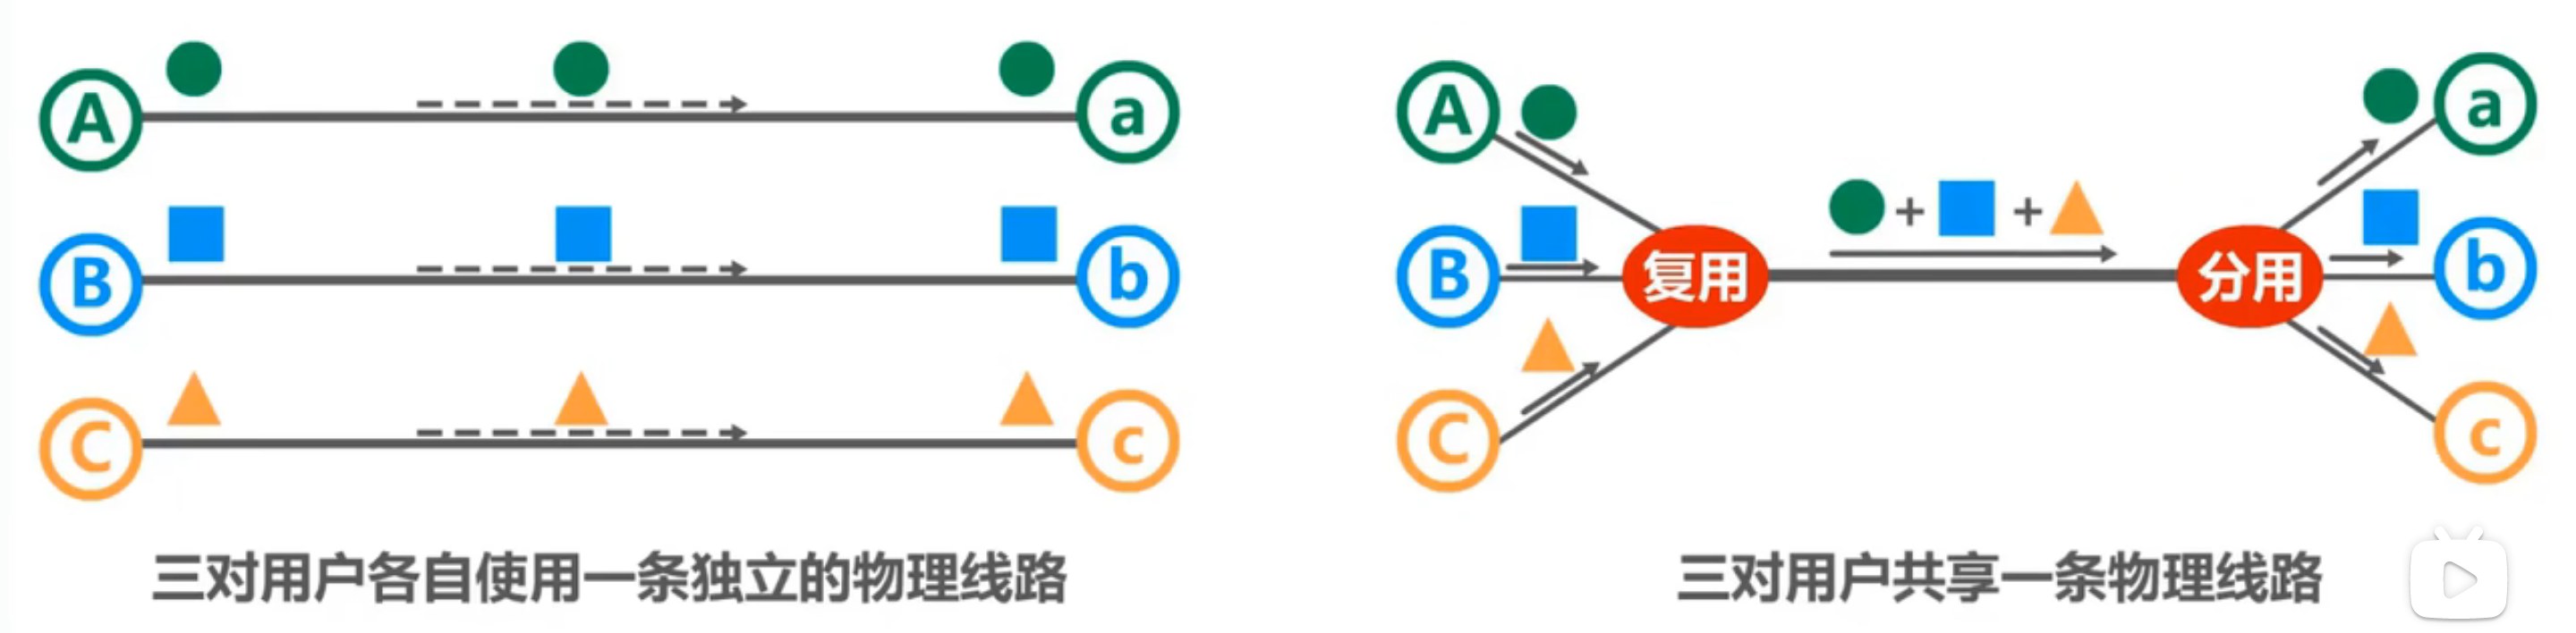 A a
B b
C c
三对用户各自使用一条独立的物理线路
A a
B 复用 + + 分用 b
C c
三对用户共享一条物理线路